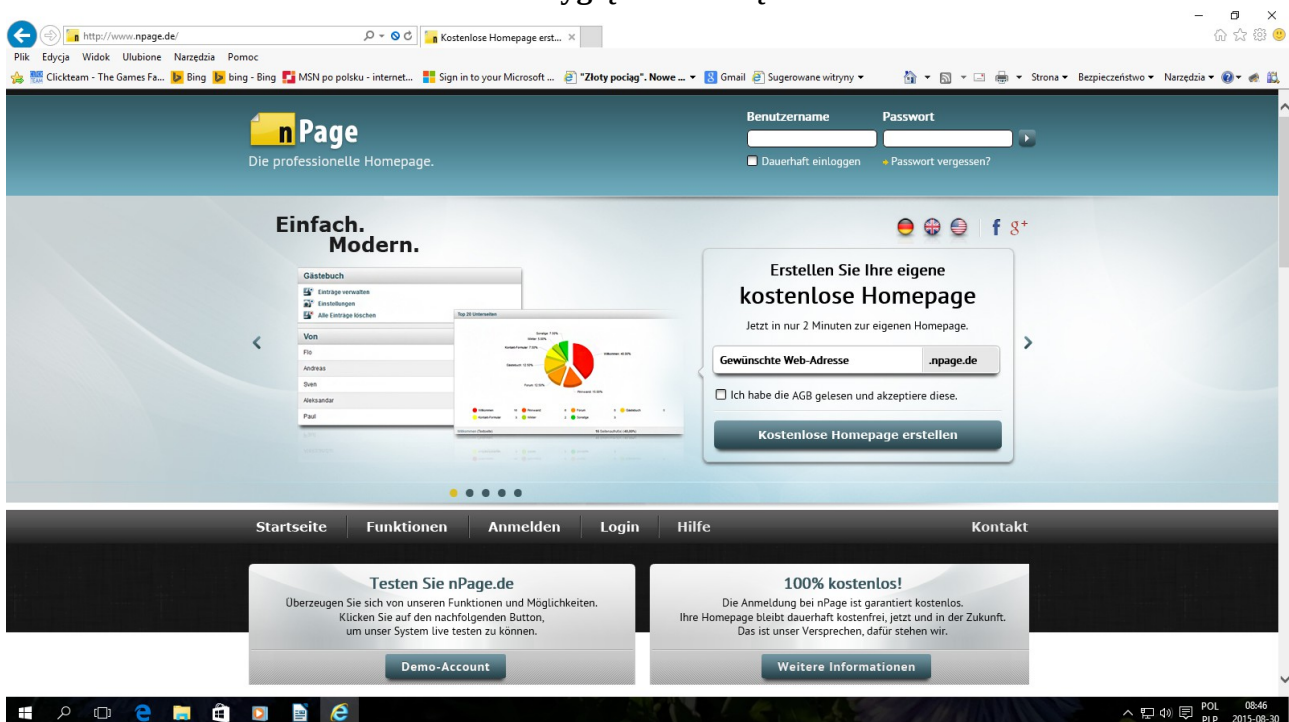 http://www.npage.de/
Kostenlose Homepage erst...
Plik Edycja Widok Ulubione Narzędzia Pomoc
Clickteam - The Games Fa... Bing bing - Bing MSN po polsku - internet... Sign in to your Microsoft ... "Złoty pociąg". Nowe ... Gmail Sugerowane witryny Strona Bezpieczeństwo Narzędzia
Benutzername Passwort
nPage
Die professionelle Homepage.
Dauerhaft einloggen Passwort vergessen?
Einfach.
Modern.
f g+
Gästebuch
Einträge verwalten
Einstellungen
Alle Einträge löschen
Von
Flo
Andreas
Sven
Aleksandar
Paul
Top 20 Unterseiten
Erstellen Sie Ihre eigene
kostenlose Homepage
Jetzt in nur 2 Minuten zur eigenen Homepage.
Gewünschte Web-Adresse .npage.de
Ich habe die AGB gelesen und akzeptiere diese.
Kostenlose Homepage erstellen
Startseite Funktionen Anmelden Login Hilfe Kontakt
Testen Sie nPage.de
Überzeugen Sie sich von unseren Funktionen und Möglichkeiten.
Klicken Sie auf den nachfolgenden Button,
um unser System live testen zu können.
Demo-Account
100% kostenlos!
Die Anmeldung bei nPage ist garantiert kostenlos.
Ihre Homepage bleibt dauerhaft kostenfrei, jetzt und in der Zukunft.
Das ist unser Versprechen, dafür stehen wir.
Weitere Informationen
POL 08:46
PLP 2015-08-30